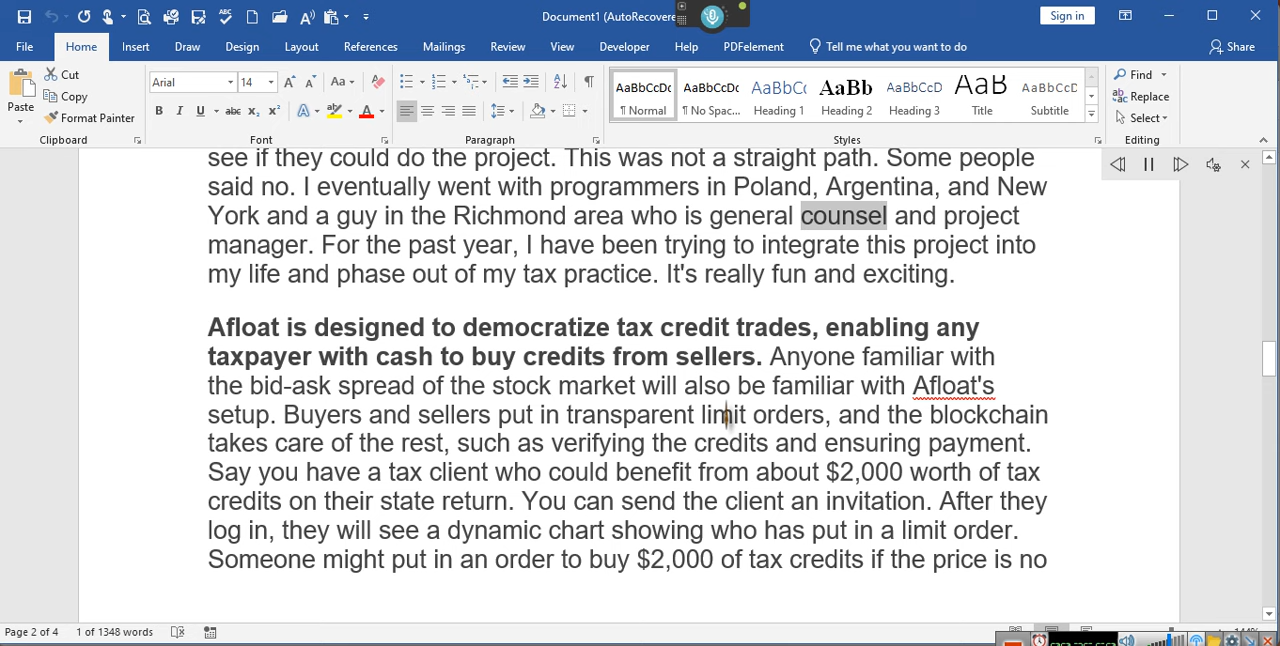 Document1 (AutoRecovere
Sign in
File Home Insert Draw Design Layout References Mailings Review View Developer Help PDFelement Tell me what you want to do Share
Paste
Cut
Copy
Format Painter
Clipboard
Arial 14
Font
Paragraph
AaBbCcDc AaBbCcDc AaBbCc AaBb AaBbCcD AaB AaBbCcD
¶ Normal ¶ No Spac... Heading 1 Heading 2 Heading 3 Title Subtitle
Styles
Find
Replace
Select
Editing
see if they could do the project. This was not a straight path. Some people
said no. I eventually went with programmers in Poland, Argentina, and New
York and a guy in the Richmond area who is general counsel and project
manager. For the past year, I have been trying to integrate this project into
my life and phase out of my tax practice. It's really fun and exciting.
Afloat is designed to democratize tax credit trades, enabling any
taxpayer with cash to buy credits from sellers. Anyone familiar with
the bid-ask spread of the stock market will also be familiar with Afloat's
setup. Buyers and sellers put in transparent limit orders, and the blockchain
takes care of the rest, such as verifying the credits and ensuring payment.
Say you have a tax client who could benefit from about $2,000 worth of tax
credits on their state return. You can send the client an invitation. After they
log in, they will see a dynamic chart showing who has put in a limit order.
Someone might put in an order to buy $2,000 of tax credits if the price is no
Page 2 of 4 1 of 1348 words